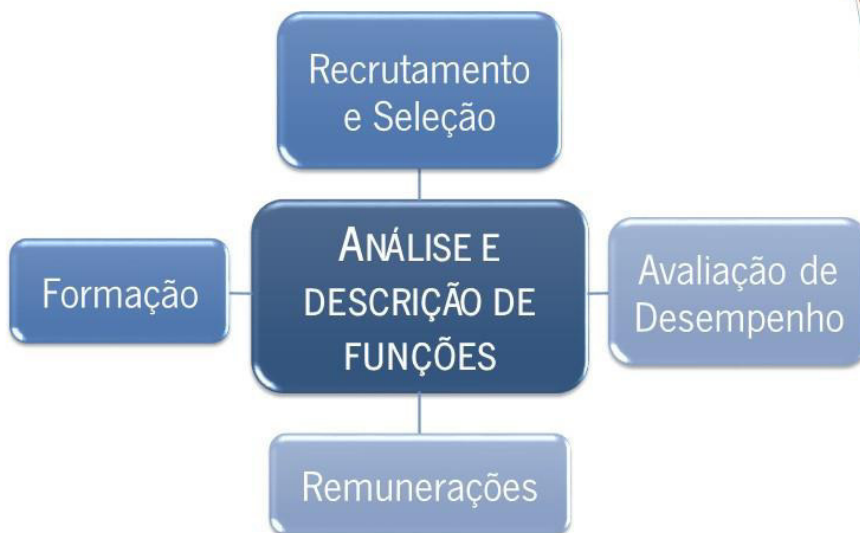 Recrutamento
e Seleção
Formação
ANÁLISE E
DESCRIÇÃO DE
FUNÇÕES
Avaliação de
Desempenho
Remunerações